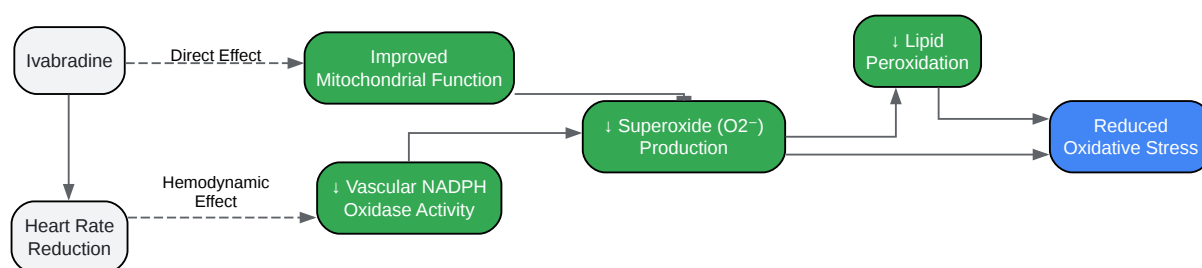 Ivabradine
Direct Effect
Improved
Mitochondrial Function
↓ Lipid
Peroxidation
↓ Superoxide (O2⁻)
Production
Reduced
Oxidative Stress
Hemodynamic
Effect
↓ Vascular NADPH
Oxidase Activity
Heart Rate
Reduction